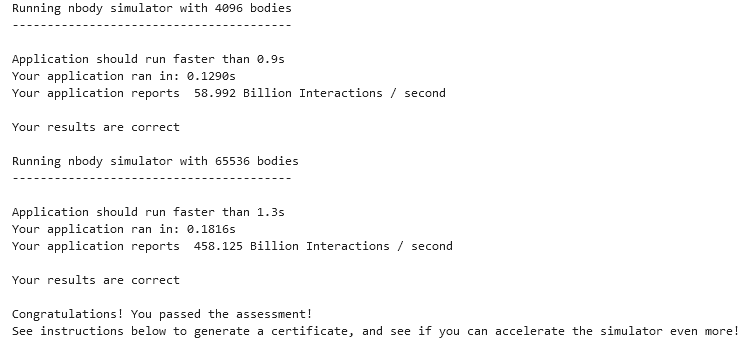 Running nbody simulator with 4096 bodies
----------------------------------------
Application should run faster than 0.9s
Your application ran in: 0.1290s
Your application reports  58.992 Billion Interactions / second
Your results are correct
Running nbody simulator with 65536 bodies
----------------------------------------
Application should run faster than 1.3s
Your application ran in: 0.1816s
Your application reports  458.125 Billion Interactions / second
Your results are correct
Congratulations! You passed the assessment!
See instructions below to generate a certificate, and see if you can accelerate the simulator even more!